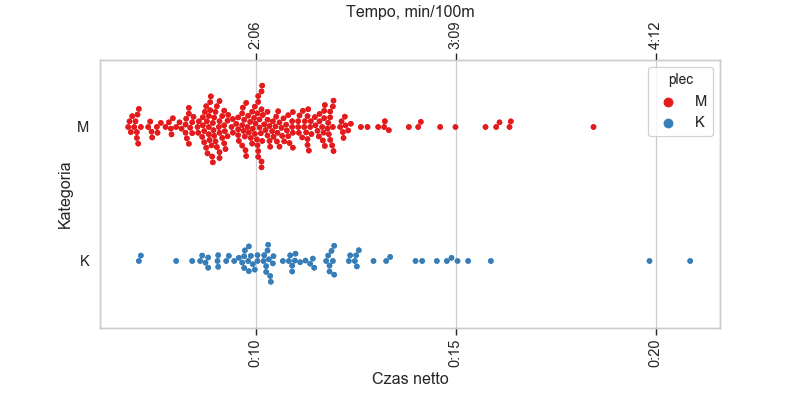 Tempo, min/100m
2:06
3:09
4:12
plec
M
K
Kategoria
M
K
0:10
0:15
0:20
Czas netto